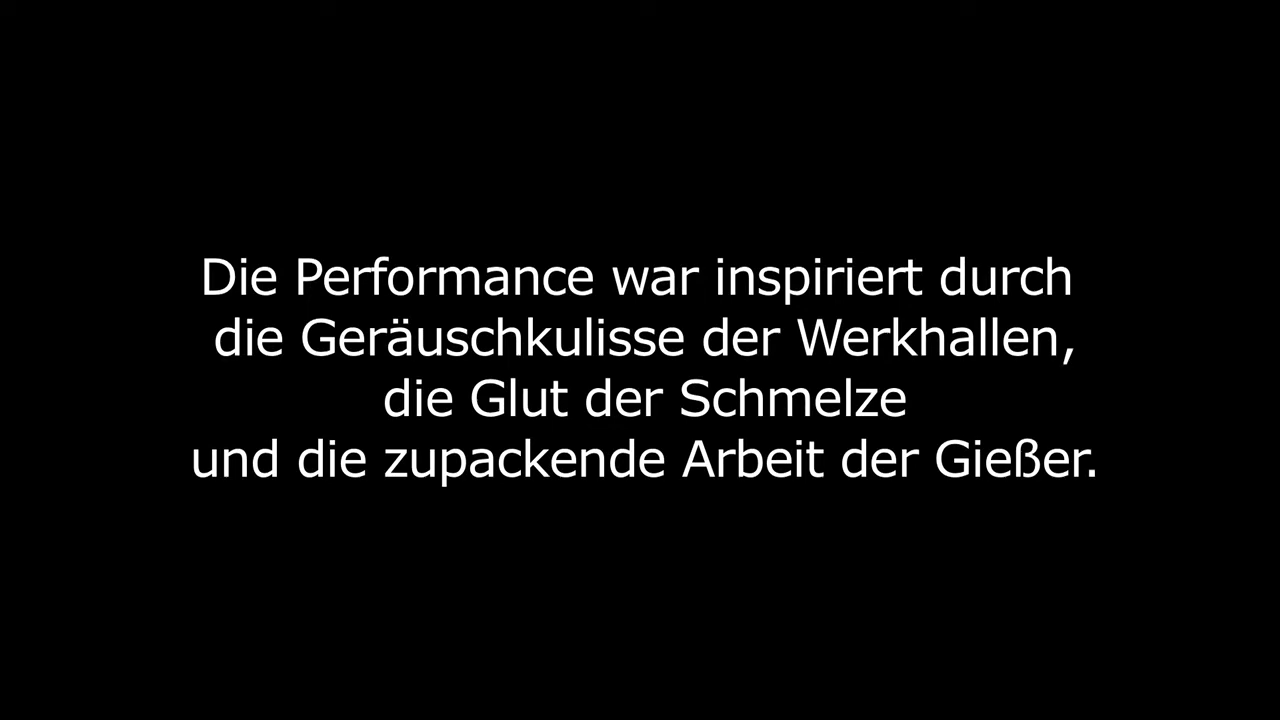 Die Performance war inspiriert durch
die Geräuschkulisse der Werkhallen,
die Glut der Schmelze
und die zupackende Arbeit der Gießer.